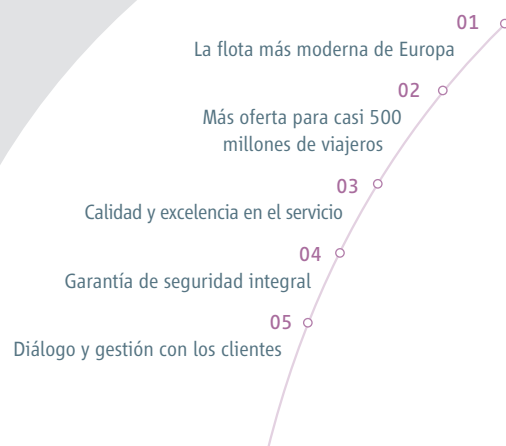 01
La flota más moderna de Europa
02
Más oferta para casi 500
millones de viajeros
03
Calidad y excelencia en el servicio
04
Garantía de seguridad integral
05
Diálogo y gestión con los clientes